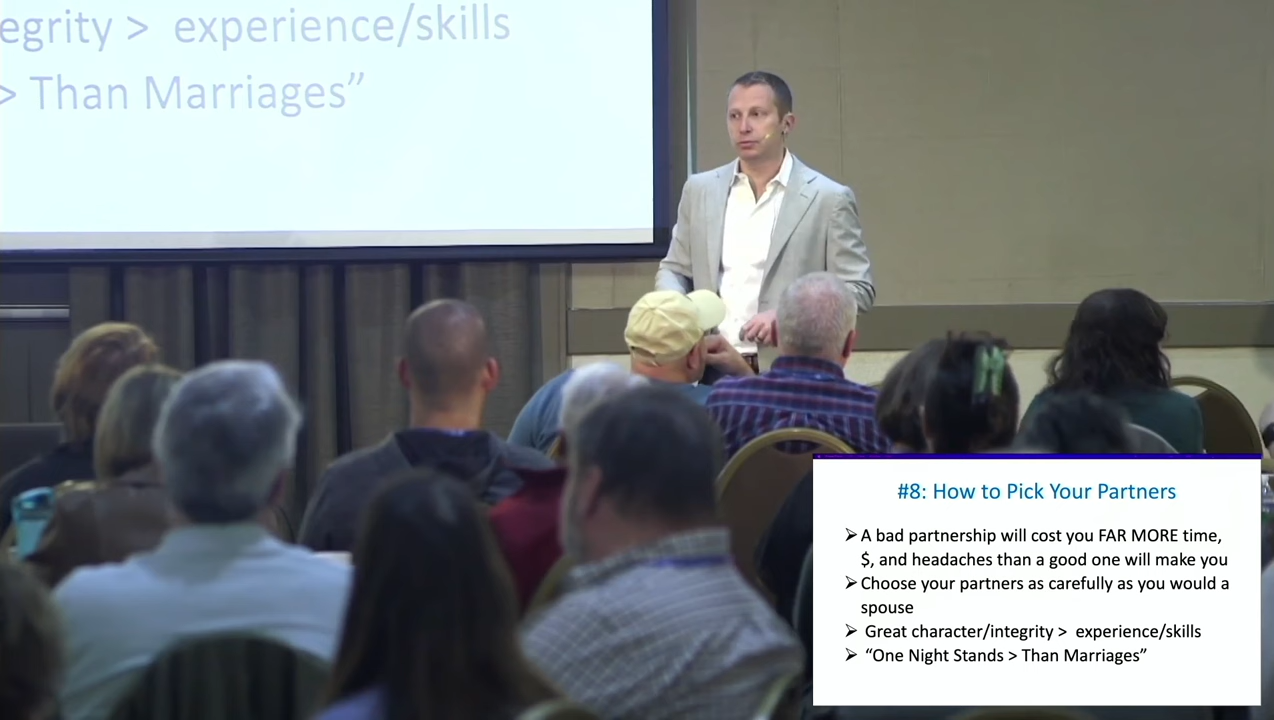 egrity > experience/skills
> Than Marriages”
#8: How to Pick Your Partners
➢ A bad partnership will cost you FAR MORE time,
$, and headaches than a good one will make you
➢ Choose your partners as carefully as you would a
spouse
➢ Great character/integrity > experience/skills
➢ “One Night Stands > Than Marriages”